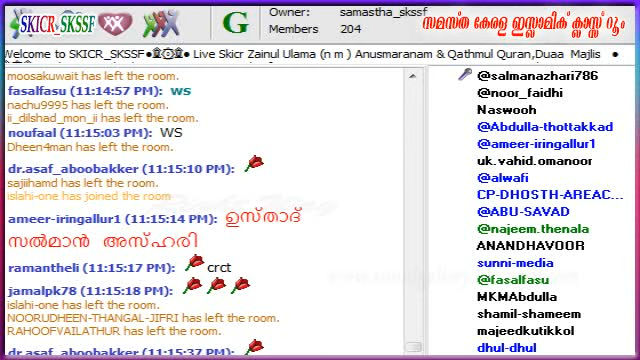 SKICR_SKSSF
G
Owner: samastha_skssf
Members 204
സമസ്ത കേരള ഇസ്ലാമിക് ക്ലാസ്സ് റൂം
Welcome to SKICR_SKSSF● ● Live Skicr Zainul Ulama (n m ) Anusmaranam & Qathmul Quran,Duaa Majlis ●
moosakuwait has left the room.
fasalfasu (11:14:57 PM): ws
nachu9995 has left the room.
ii_dilshad_mon_ii has left the room.
noufaal (11:15:03 PM): WS
Dheen4man has left the room.
dr.asaf_aboobakker (11:15:10 PM):
sajiihamd has left the room.
islahi-one has joined the room
ameer-iringallur1 (11:15:14 PM): ഉസ്താദ്
സൽമാൻ അസ്ഹരി
ramantheli (11:15:17 PM): crct
jamalpk78 (11:15:18 PM):
islahi-one has left the room.
NOORUDHEEN-THANGAL-JIFRI has left the room.
RAHOOFVAILATHUR has left the room.
dr.asaf_aboobakker (11:15:37 PM):
@salmanazhari786
@noor_faidhi
Naswooh
@Abdulla-thottakkad
@ameer-iringallur1
uk.vahid.omanoor
@alwafi
CP-DHOSTH-AREAC...
@ABU-SAVAD
@najeem.thenala
ANANDHAVOOR
sunni-media
@fasalfasu
MKMAbdulla
shamil-shameem
majeedkutikkol
dhul-dhul